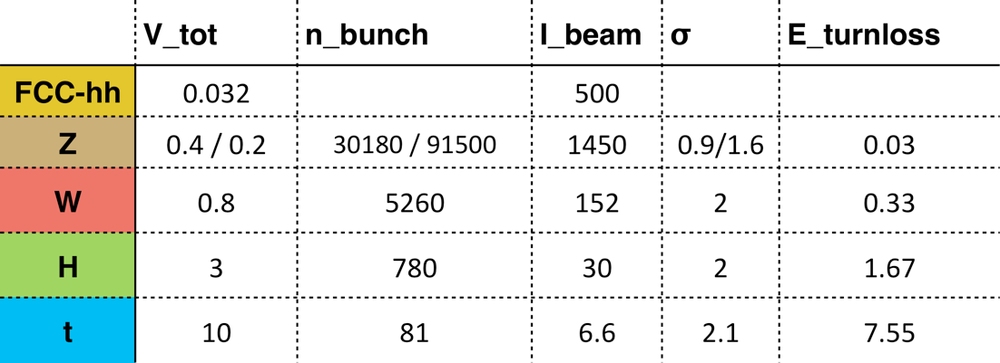 V_tot n_bunch I_beam σ E_turnloss
FCC-hh 0.032 500
Z 0.4 / 0.2 30180 / 91500 1450 0.9/1.6 0.03
W 0.8 5260 152 2 0.33
H 3 780 30 2 1.67
t 10 81 6.6 2.1 7.55